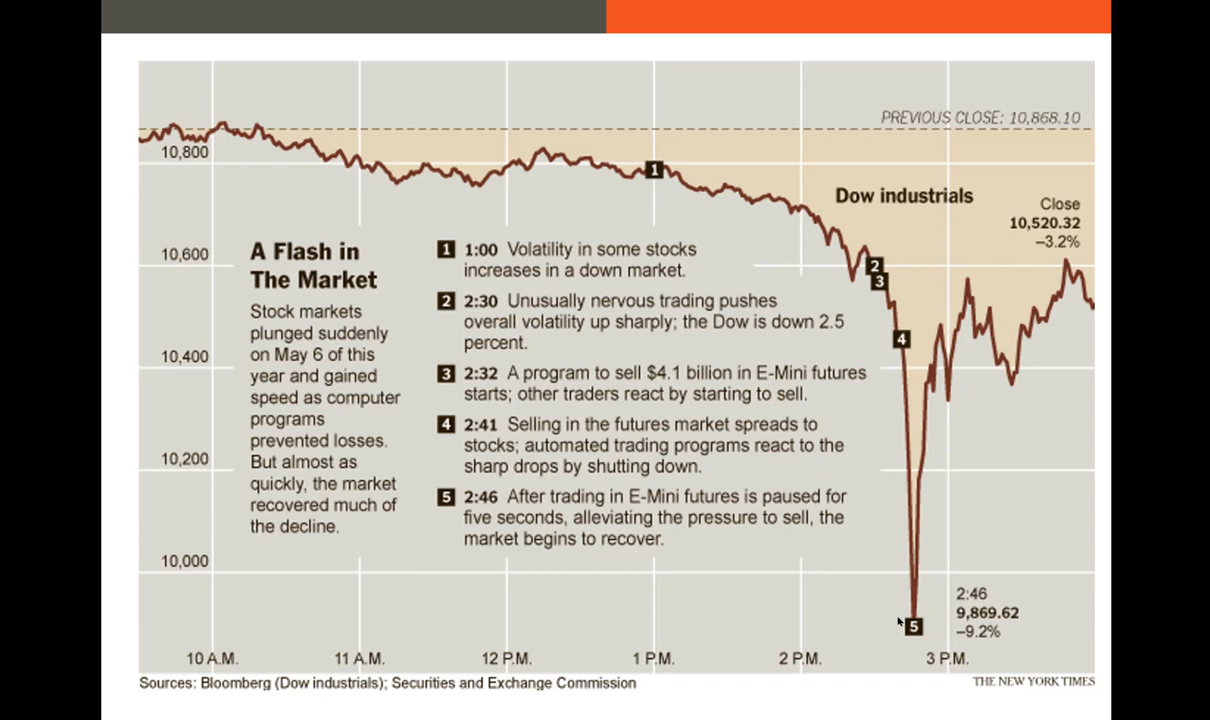 PREVIOUS CLOSE: 10,868.10
10,800
1
Dow industrials
Close
10,520.32
–3.2%
10,600
2
3
4
10,400
10,200
10,000
5
A Flash in
The Market
Stock markets
plunged suddenly
on May 6 of this
year and gained
speed as computer
programs
prevented losses.
But almost as
quickly, the market
recovered much of
the decline.
1 1:00 Volatility in some stocks
increases in a down market.
2 2:30 Unusually nervous trading pushes
overall volatility up sharply; the Dow is down 2.5
percent.
3 2:32 A program to sell $4.1 billion in E-Mini futures
starts; other traders react by starting to sell.
4 2:41 Selling in the futures market spreads to
stocks; automated trading programs react to the
sharp drops by shutting down.
5 2:46 After trading in E-Mini futures is paused for
five seconds, alleviating the pressure to sell, the
market begins to recover.
2:46
9,869.62
–9.2%
10 A.M. 11 A.M. 12 P.M. 1 P.M. 2 P.M. 3 P.M.
Sources: Bloomberg (Dow industrials); Securities and Exchange Commission
THE NEW YORK TIMES